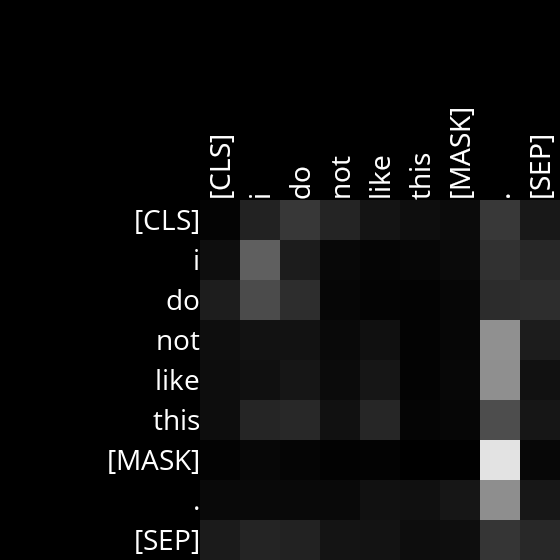 [CLS] i do not like this [MASK] . [SEP]
[CLS]
i
do
not
like
this
[MASK]
.
[SEP]